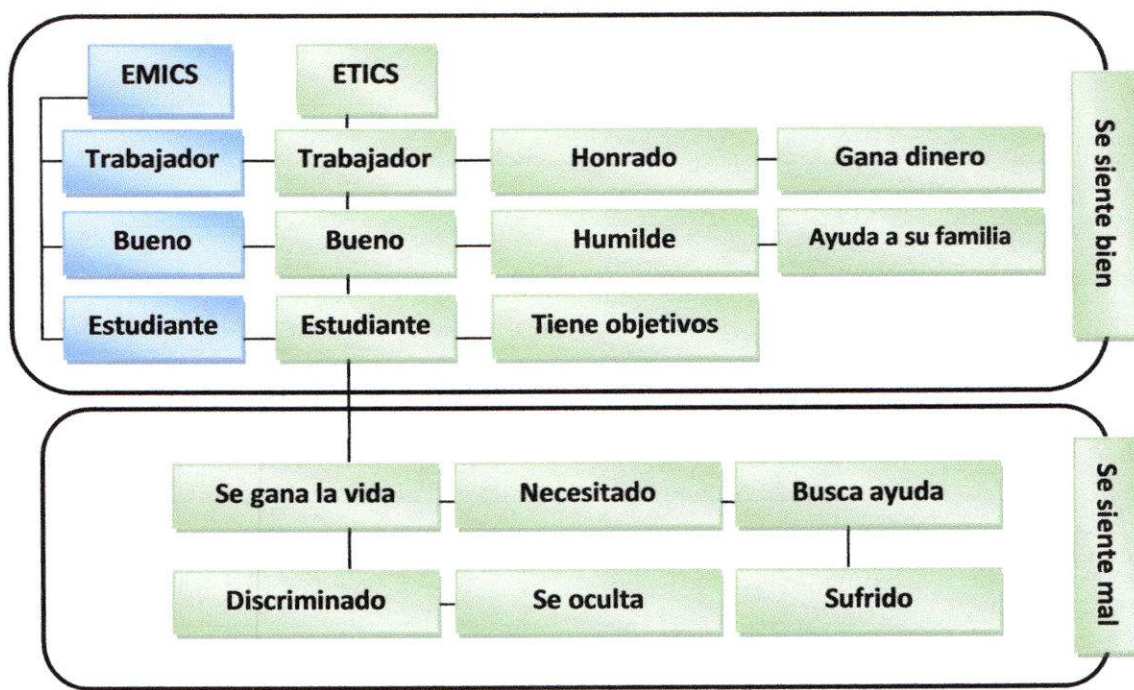 EMICS
ETICS
Trabajador
Trabajador
Honrado
Gana dinero
Bueno
Bueno
Humilde
Ayuda a su familia
Estudiante
Estudiante
Tiene objetivos
Se siente bien
Se gana la vida
Necesitado
Busca ayuda
Discriminado
Se oculta
Sufrido
Se siente mal